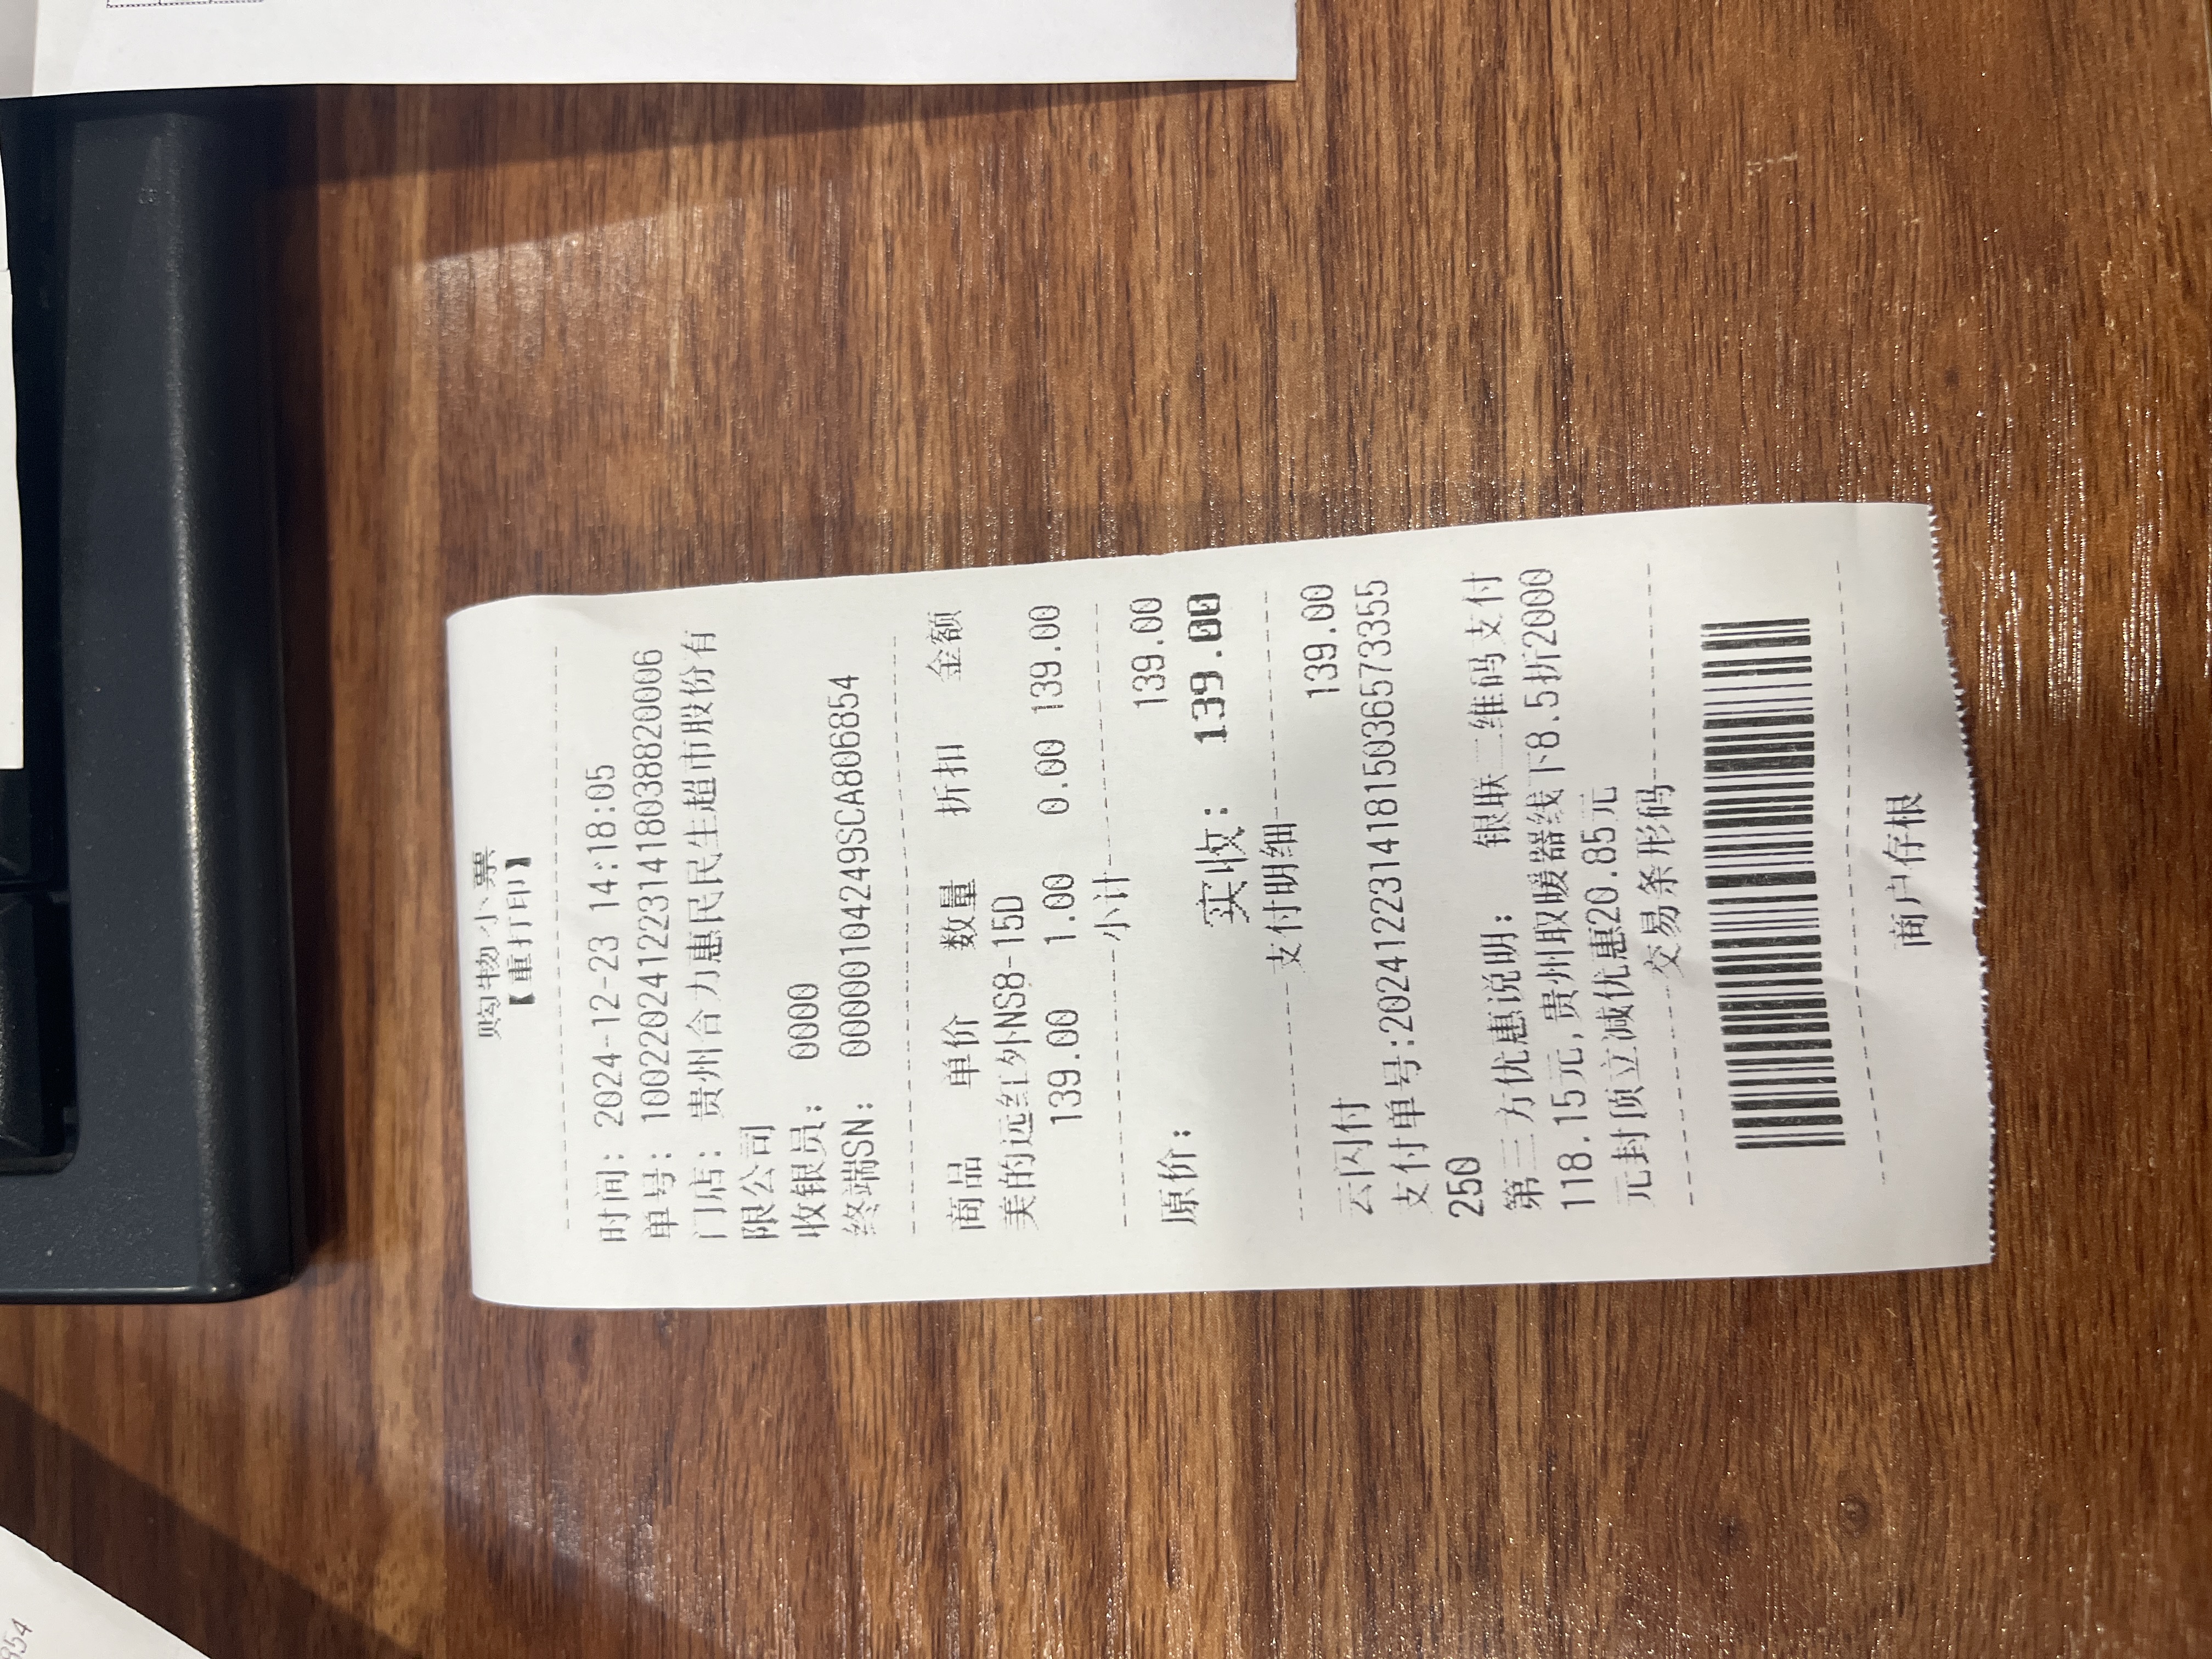 购物小票
【重打印】
时间: 2024-12-23 14:18:05
单号: 100220241223141803882​0006
门店: 贵州合力惠民民生超市股份有
限公司
收银员: 0000
终端SN: 00000104249SCA806854
商品 单价 数量 折扣 金额
美的远红外NS8-15D
139.00 1.00 0.00 139.00
小计
原价: 139.00
实收: 139.00
支付明细
云闪付 139.00
支付单号:20241223141815036573355
250
第三方优惠说明: 银联二维码支付
118.15元,贵州取暖器线下8.5折2000
元封顶立减优惠20.85元
交易条形码
商户存根
954